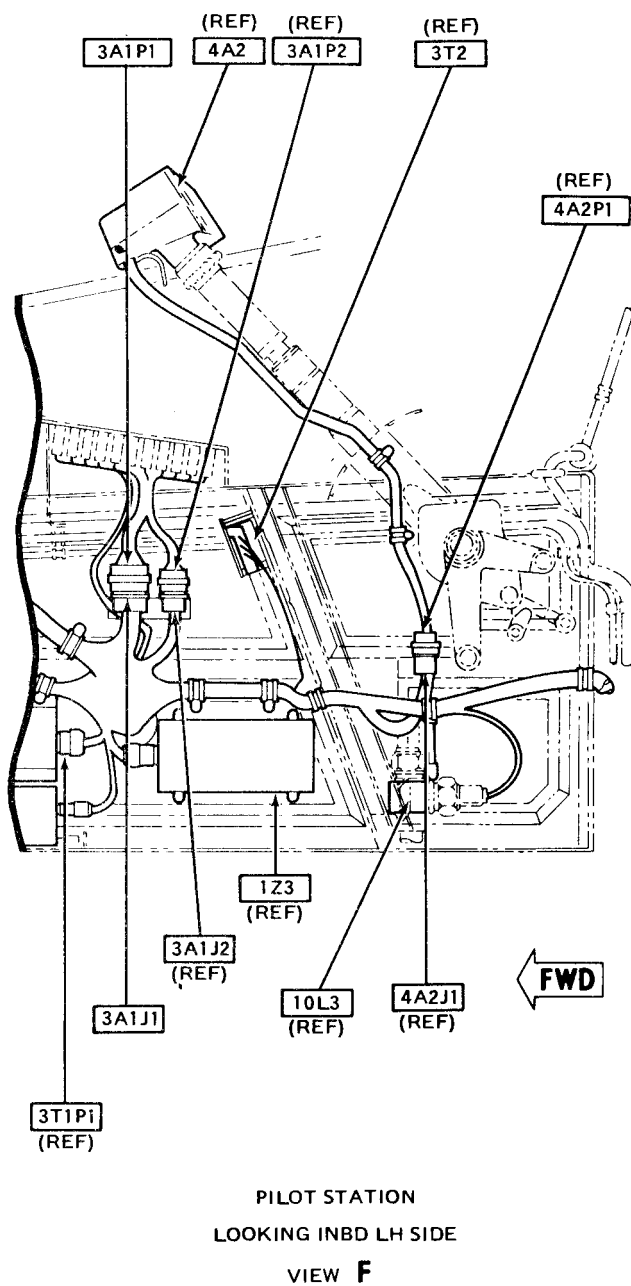 (REF)
(REF)
(REF)
3A1P1
4A2
3A1P2
3T2
(REF)
4A2P1
1Z3
(REF)
3A1J2
(REF)
FWD
3A1J1
10L3
(REF)
4A2J1
(REF)
3T1P1
(REF)
PILOT STATION
LOOKING INBD LH SIDE
VIEW F